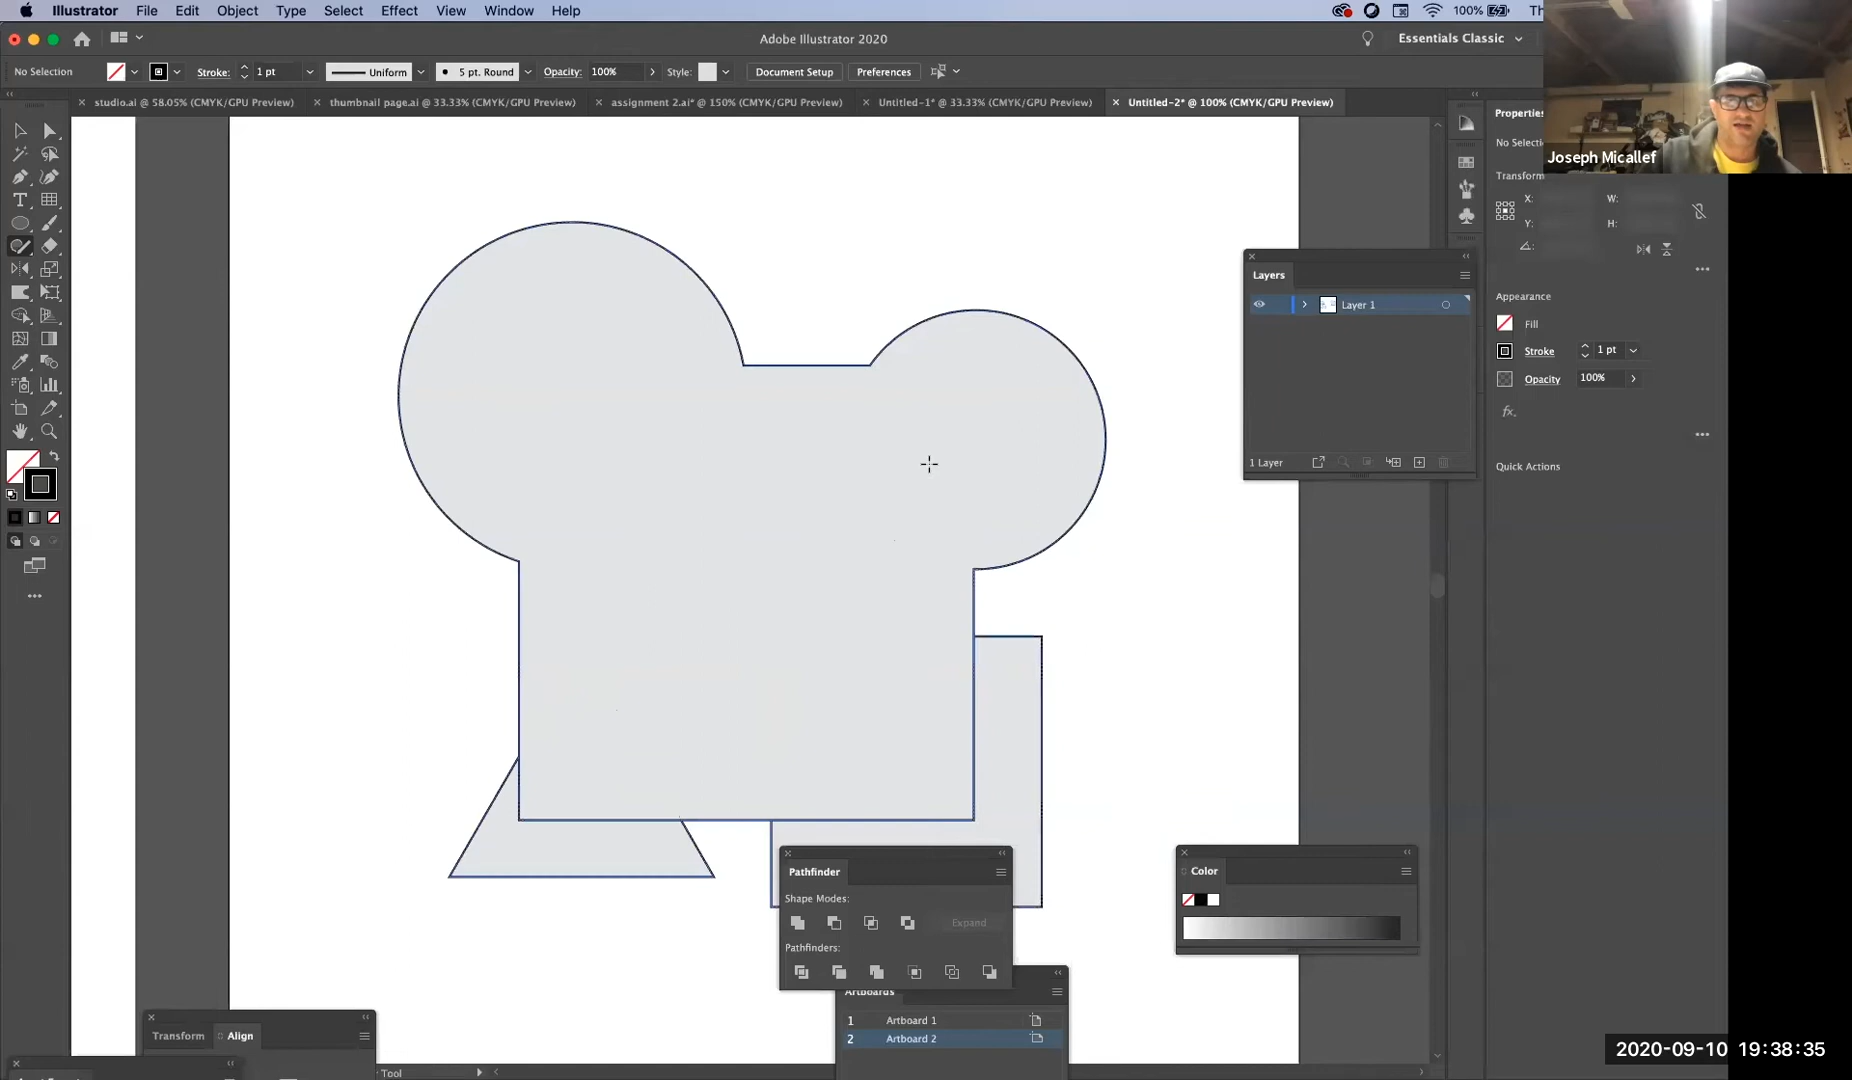 Illustrator File Edit Object Type Select Effect View Window Help 100%
Adobe Illustrator 2020
Essentials Classic
No Selection Stroke: 1 pt Uniform 5 pt. Round Opacity: 100% Style: Document Setup Preferences
studio.ai @ 58.05% (CMYK/GPU Preview) thumbnail page.ai @ 33.33% (CMYK/GPU Preview) assignment 2.ai* @ 150% (CMYK/GPU Preview) Untitled-1* @ 33.33% (CMYK/GPU Preview) Untitled-2* @ 100% (CMYK/GPU Preview)
Joseph Micallef
Properties
No Selecti
Transform
X: W:
Y: H:
Appearance
Fill
Stroke 1 pt
Opacity 100%
fx.
Quick Actions
Layers
Layer 1
1 Layer
Color
Pathfinder
Shape Modes:
Expand
Pathfinders:
Artboards
1 Artboard 1
2 Artboard 2
Transform Align
Tool
2020-09-10 19:38:35